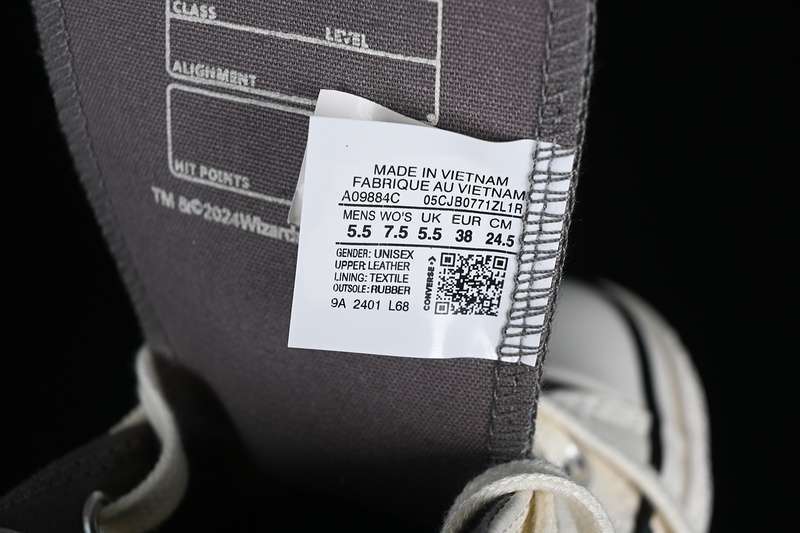 CLASS
LEVEL
ALIGNMENT
HIT POINTS
TM &©2024Wizard
MADE IN VIETNAM
FABRIQUE AU VIETNAM
A09884C 05CJB0771ZL1R
MENS WO'S UK EUR CM
5.5 7.5 5.5 38 24.5
GENDER: UNISEX
UPPER: LEATHER
LINING: TEXTILE
OUTSOLE: RUBBER
CONVERSE
9A 2401 L68